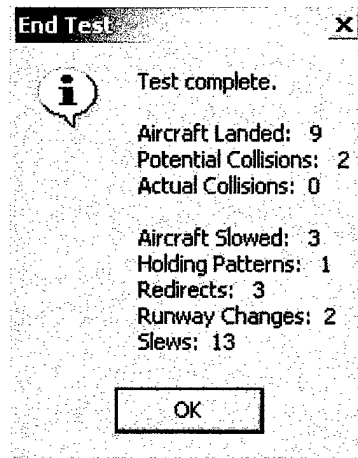 End Test
Test complete.
Aircraft Landed: 9
Potential Collisions: 2
Actual Collisions: 0
Aircraft Slowed: 3
Holding Patterns: 1
Redirects: 3
Runway Changes: 2
Slews: 13
OK